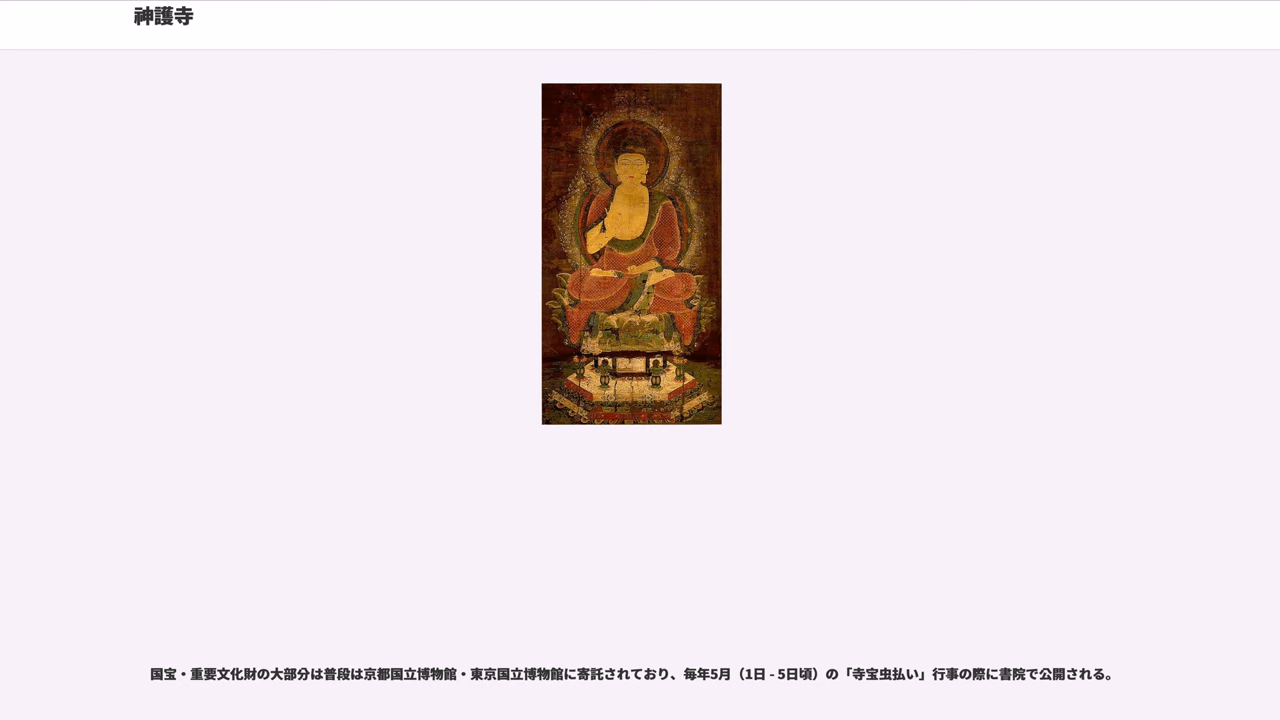 神護寺
国宝・重要文化財の大部分は普段は京都国立博物館・東京国立博物館に寄託されており、毎年5月（1日 - 5日頃）の「寺宝虫払い」行事の際に書院で公開される。